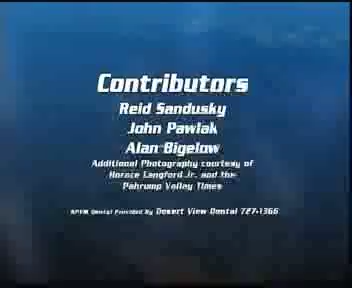 Contributors
Reid Sandusky
John Pawlak
Alan Bigelow
Additional Photography courtesy of
Horace Langford Jr. and the
Pahrump Valley Times
Dental Provided By Desert View Dental 727-1366